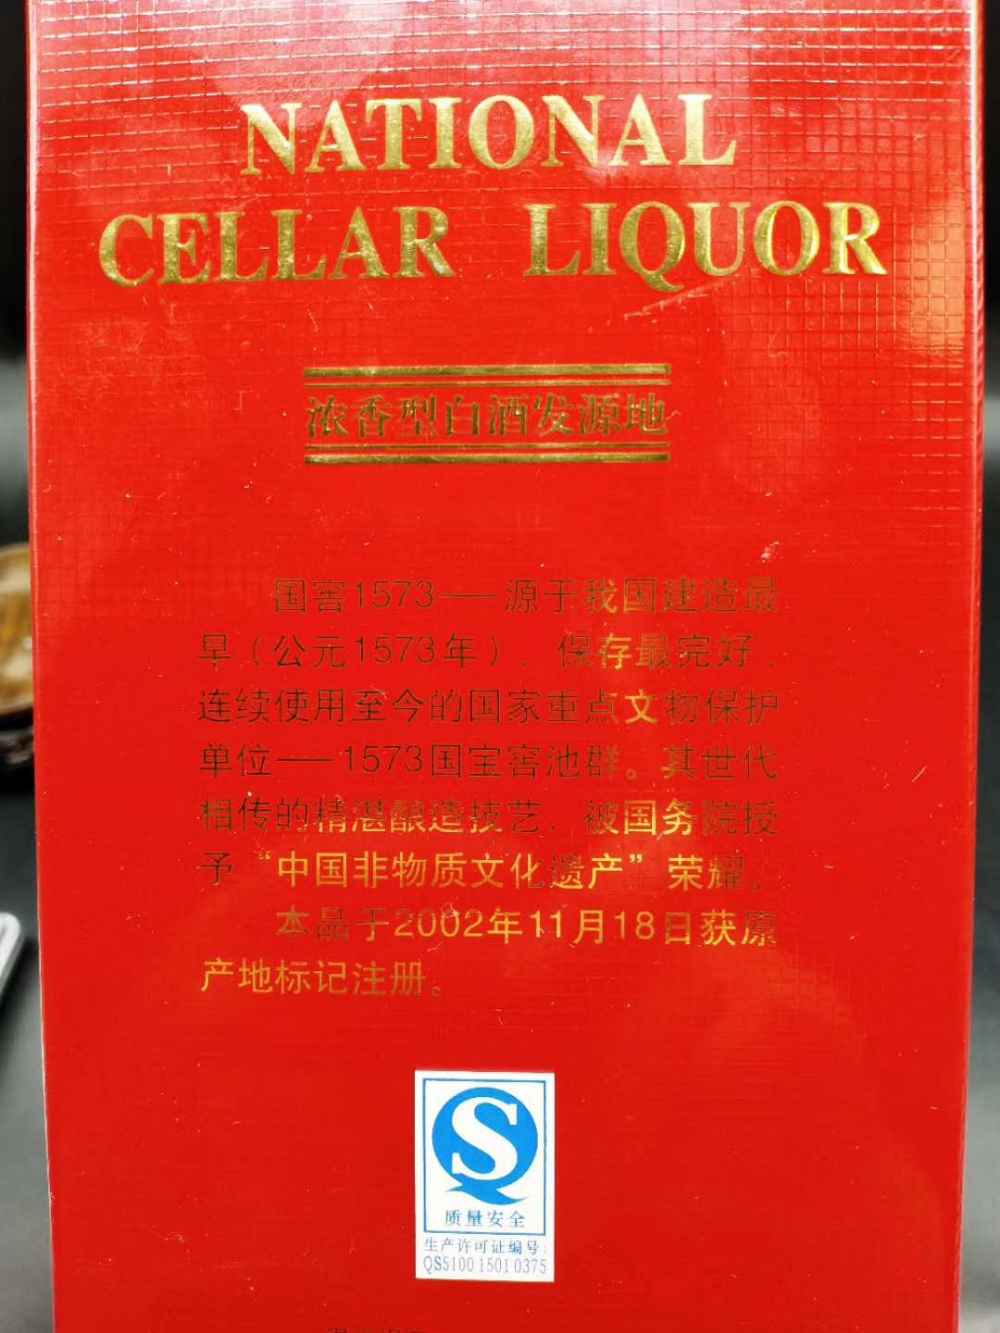 NATIONAL
CELLAR LIQUOR
浓香型白酒发源地
国窖1573——源于我国建造最
早（公元1573年）、保存最完好、
连续使用至今的国家重点文物保护
单位——1573国宝窖池群。其世代
相传的精湛酿造技艺，被国务院授
予“中国非物质文化遗产”荣耀。
本品于2002年11月18日获原
产地标记注册。
质量安全
生产许可证编号
QS5100 1501 0375